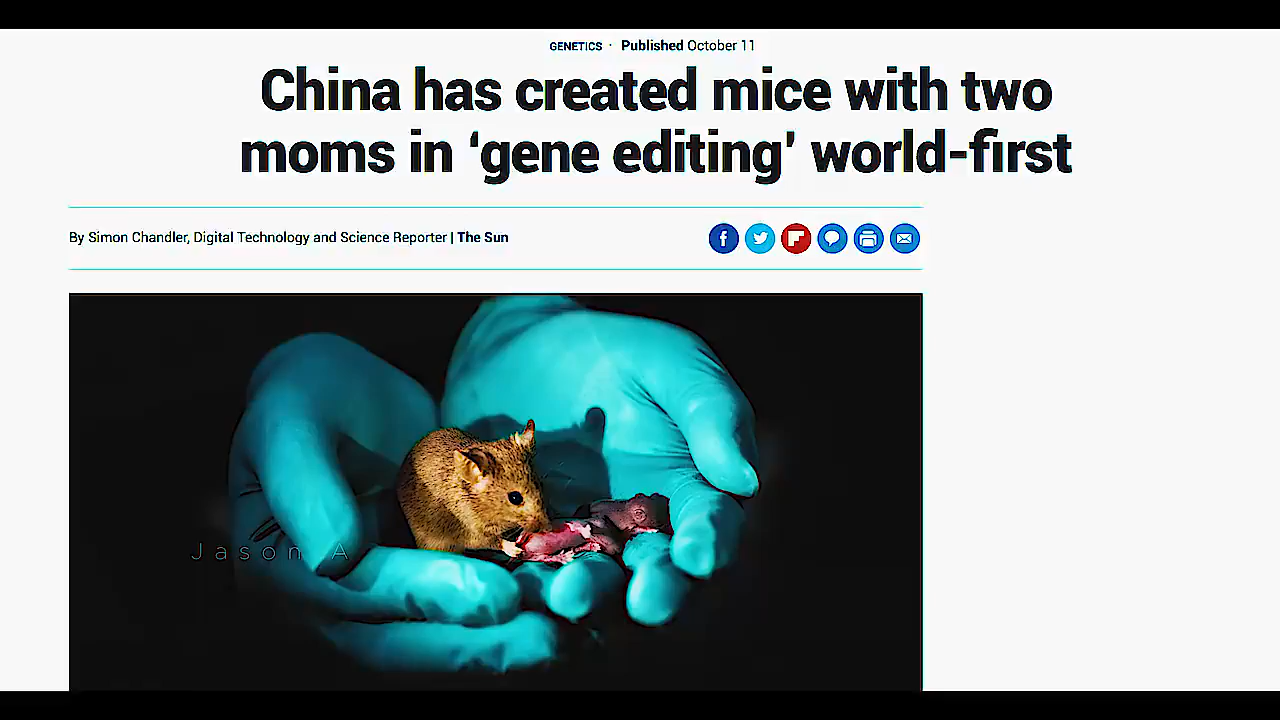 GENETICS · Published October 11
China has created mice with two
moms in ‘gene editing’ world-first
By Simon Chandler, Digital Technology and Science Reporter | The Sun
f
Jason A